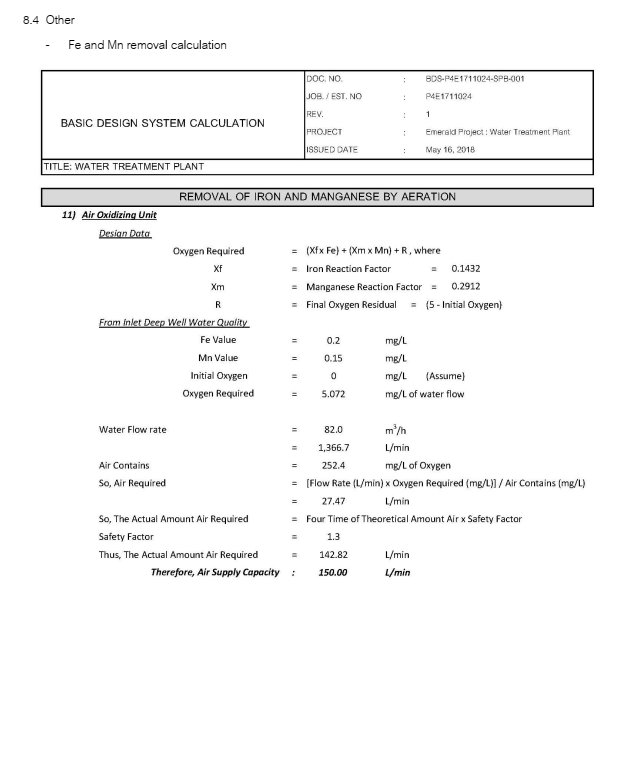 8.4 Other
- Fe and Mn removal calculation
BASIC DESIGN SYSTEM CALCULATION
DOC. NO. : BDS-P4E1711024-SPB-001
JOB. / EST. NO : P4E1711024
REV. : 1
PROJECT : Emerald Project : Water Treatment Plant
ISSUED DATE : May 16, 2018
TITLE: WATER TREATMENT PLANT
REMOVAL OF IRON AND MANGANESE BY AERATION
11) Air Oxidizing Unit
Design Data
Oxygen Required = (Xf x Fe) + (Xm x Mn) + R , where
Xf = Iron Reaction Factor = 0.1432
Xm = Manganese Reaction Factor = 0.2912
R = Final Oxygen Residual = (5 - Initial Oxygen)
From Inlet Deep Well Water Quality
Fe Value = 0.2 mg/L
Mn Value = 0.15 mg/L
Initial Oxygen = 0 mg/L (Assume)
Oxygen Required = 5.072 mg/L of water flow
Water Flow rate = 82.0 m³/h
= 1,366.7 L/min
Air Contains = 252.4 mg/L of Oxygen
So, Air Required = [Flow Rate (L/min) x Oxygen Required (mg/L)] / Air Contains (mg/L)
= 27.47 L/min
So, The Actual Amount Air Required = Four Time of Theoretical Amount Air x Safety Factor
Safety Factor = 1.3
Thus, The Actual Amount Air Required = 142.82 L/min
Therefore, Air Supply Capacity : 150.00 L/min